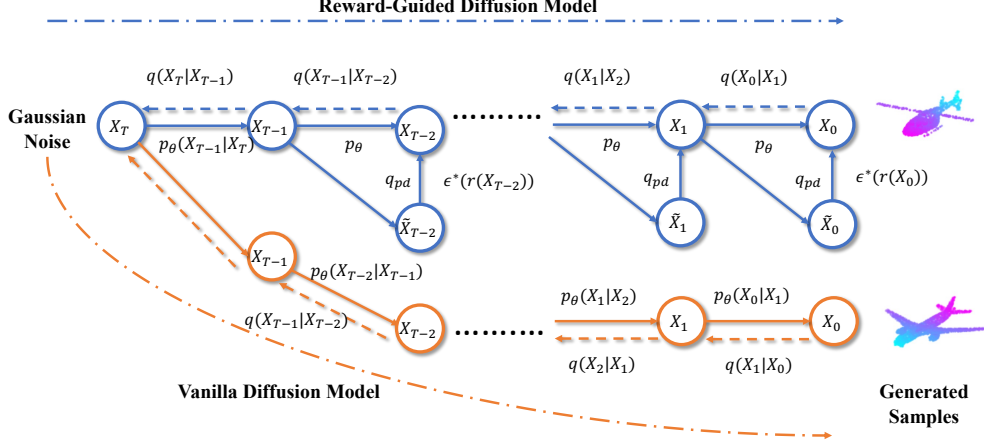 Reward-Guided Diffusion Model
q(X_T|X_{T−1})
q(X_{T−1}|X_{T−2})
q(X_1|X_2)
q(X_0|X_1)
Gaussian
Noise
X_T
X_{T−1}
X_{T−2}
..........
X_1
X_0
p_θ(X_{T−1}|X_T)
p_θ
p_θ
p_θ
q_{pd}
ϵ*(r(X_{T−2}))
q_{pd}
q_{pd}
ϵ*(r(X_0))
X̃_{T−2}
X̃_1
X̃_0
X_{T−1}
p_θ(X_{T−2}|X_{T−1})
p_θ(X_1|X_2)
p_θ(X_0|X_1)
q(X_{T−1}|X_{T−2})
X_{T−2}
..........
X_1
X_0
q(X_2|X_1)
q(X_1|X_0)
Vanilla Diffusion Model
Generated
Samples